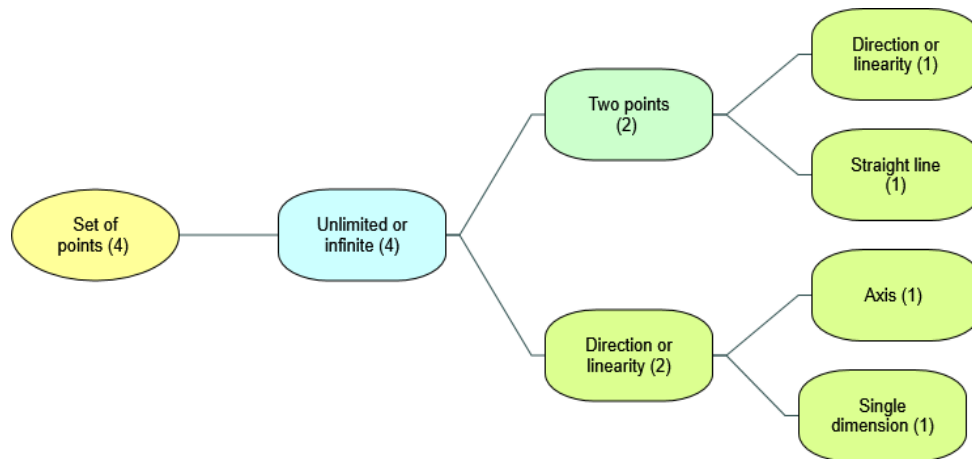 Set of
points (4)
Unlimited or
infinite (4)
Two points
(2)
Direction or
linearity (1)
Straight line
(1)
Direction or
linearity (2)
Axis (1)
Single
dimension (1)